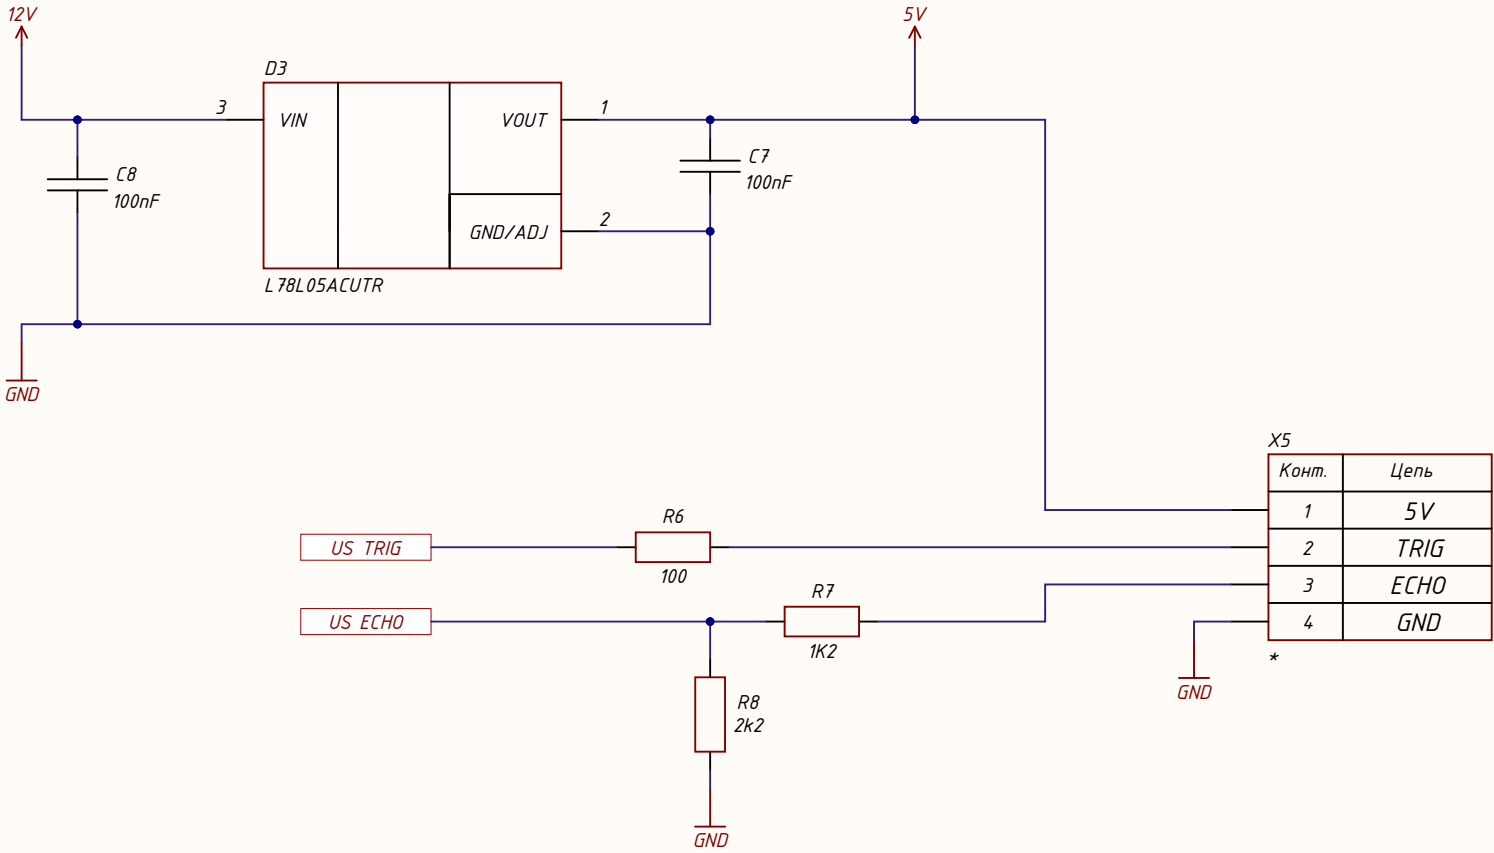 12V
5V
D3
3
VIN
VOUT
1
C7
100nF
C8
100nF
GND/ADJ
2
L78L05ACUTR
GND
X5
Конт.
Цепь
1
5V
2
TRIG
3
ECHO
4
GND
*
US TRIG
R6
100
US ECHO
R7
1K2
R8
2k2
GND
GND